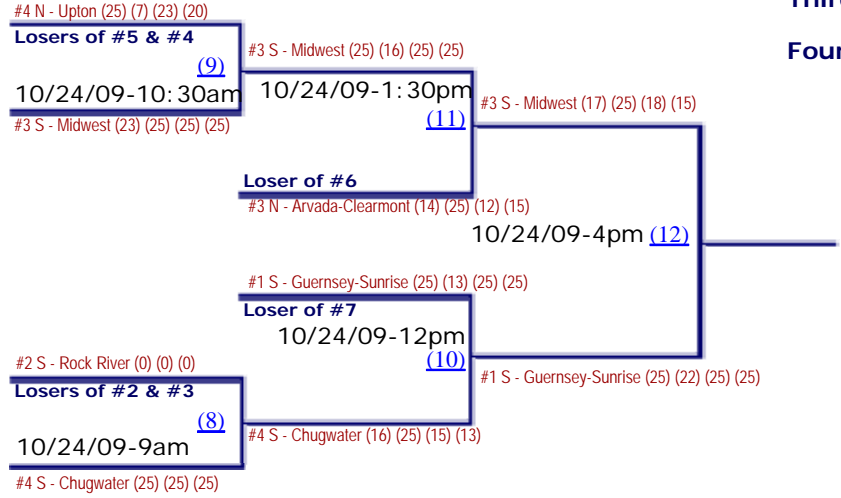 Third
Four
#4 N - Upton (25) (7) (23) (20)
Losers of #5 & #4
(9)
10/24/09-10:30am
#3 S - Midwest (23) (25) (25) (25)
#3 S - Midwest (25) (16) (25) (25)
10/24/09-1:30pm
(11)
Loser of #6
#3 N - Arvada-Clearmont (14) (25) (12) (15)
#3 S - Midwest (17) (25) (18) (15)
10/24/09-4pm (12)
#1 S - Guernsey-Sunrise (25) (13) (25) (25)
Loser of #7
10/24/09-12pm
(10)
#1 S - Guernsey-Sunrise (25) (22) (25) (25)
#2 S - Rock River (0) (0) (0)
Losers of #2 & #3
(8)
10/24/09-9am
#4 S - Chugwater (25) (25) (25)
#4 S - Chugwater (16) (25) (15) (13)